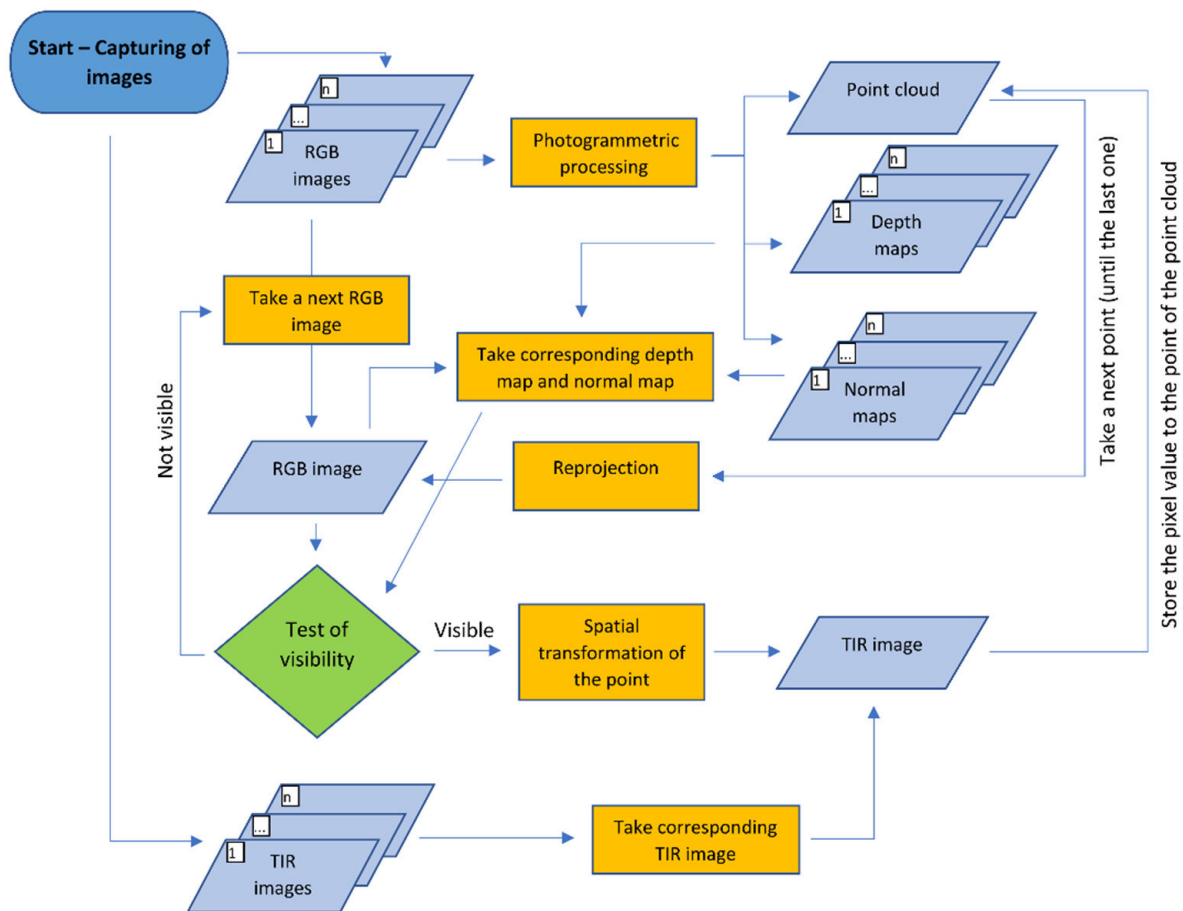 Start – Capturing of
images
n
...
1
RGB
images
Photogrammetric
processing
Point cloud
n
...
1
Depth
maps
Take a next RGB
image
Take corresponding depth
map and normal map
n
...
1
Normal
maps
Not visible
RGB image
Reprojection
Take a next point (until the last one)
Store the pixel value to the point of the point cloud
Test of
visibility
Visible
Spatial
transformation of
the point
TIR image
n
...
1
TIR
images
Take corresponding
TIR image